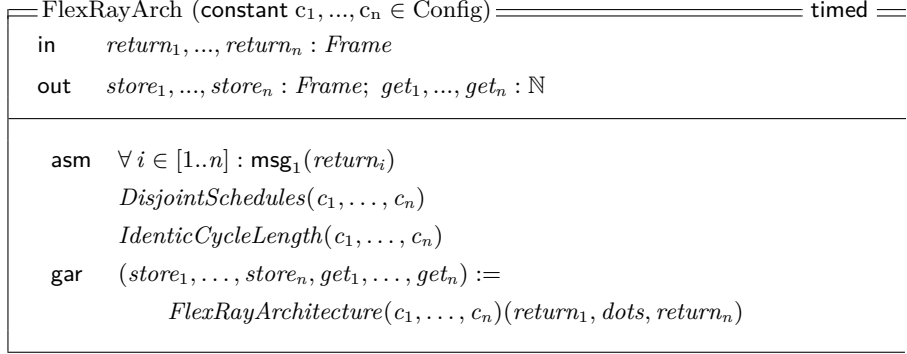 FlexRayArch (constant c₁, ..., cₙ ∈ Config) timed
in return₁, ..., returnₙ : Frame
out store₁, ..., storeₙ : Frame; get₁, ..., getₙ : ℕ
asm ∀ i ∈ [1..n] : msg₁(returnᵢ)
DisjointSchedules(c₁, . . . , cₙ)
IdenticCycleLength(c₁, . . . , cₙ)
gar (store₁, . . . , storeₙ, get₁, . . . , getₙ) :=
FlexRayArchitecture(c₁, . . . , cₙ)(return₁, dots, returnₙ)